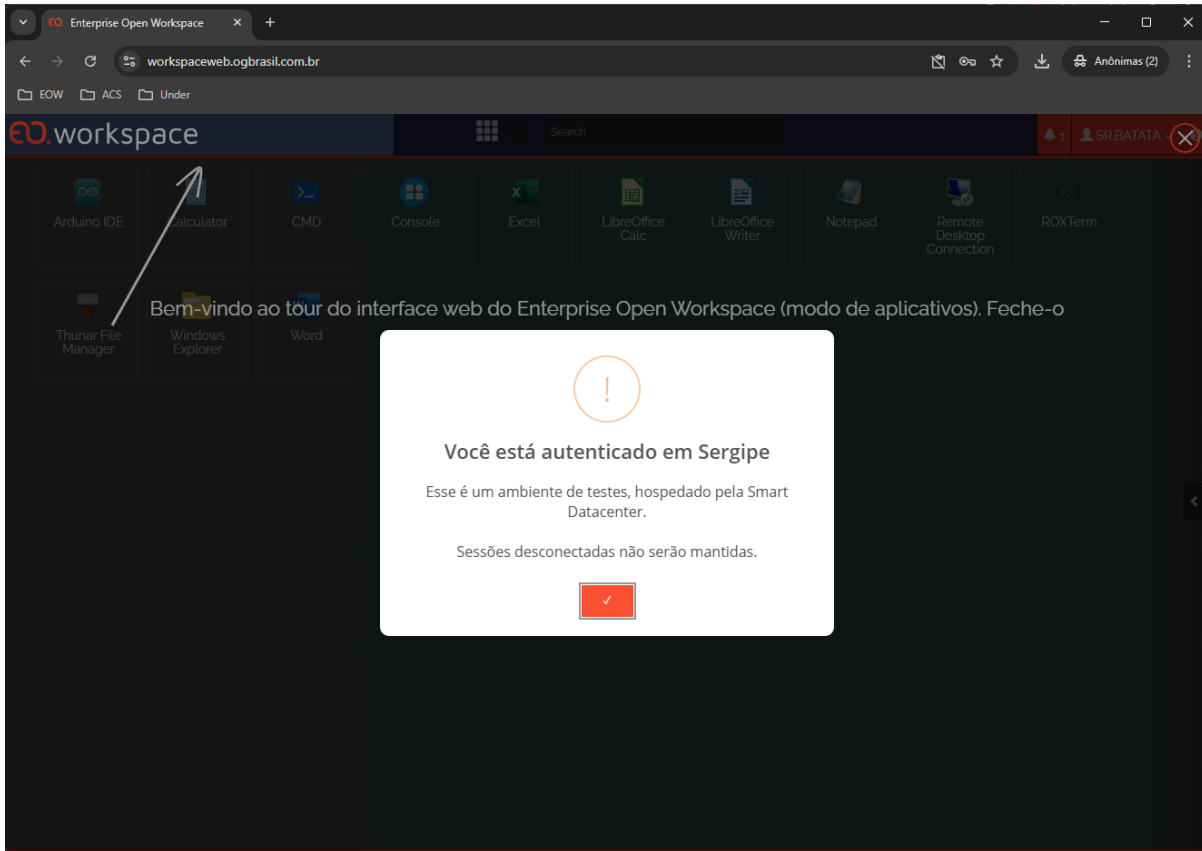 Enterprise Open Workspace
workspaceweb.ogbrasil.com.br
Anônimas (2)
EOW ACS Under
eo.workspace
Search
1 SR.BATATA
Arduino IDE
Calculator
CMD
Console
Excel
LibreOffice
Calc
LibreOffice
Writer
Notepad
Remote
Desktop
Connection
ROXTerm
Bem-vindo ao tour do interface web do Enterprise Open Workspace (modo de aplicativos). Feche-o
Thunar File
Manager
Windows
Explorer
Word
!
Você está autenticado em Sergipe
Esse é um ambiente de testes, hospedado pela Smart
Datacenter.
Sessões desconectadas não serão mantidas.